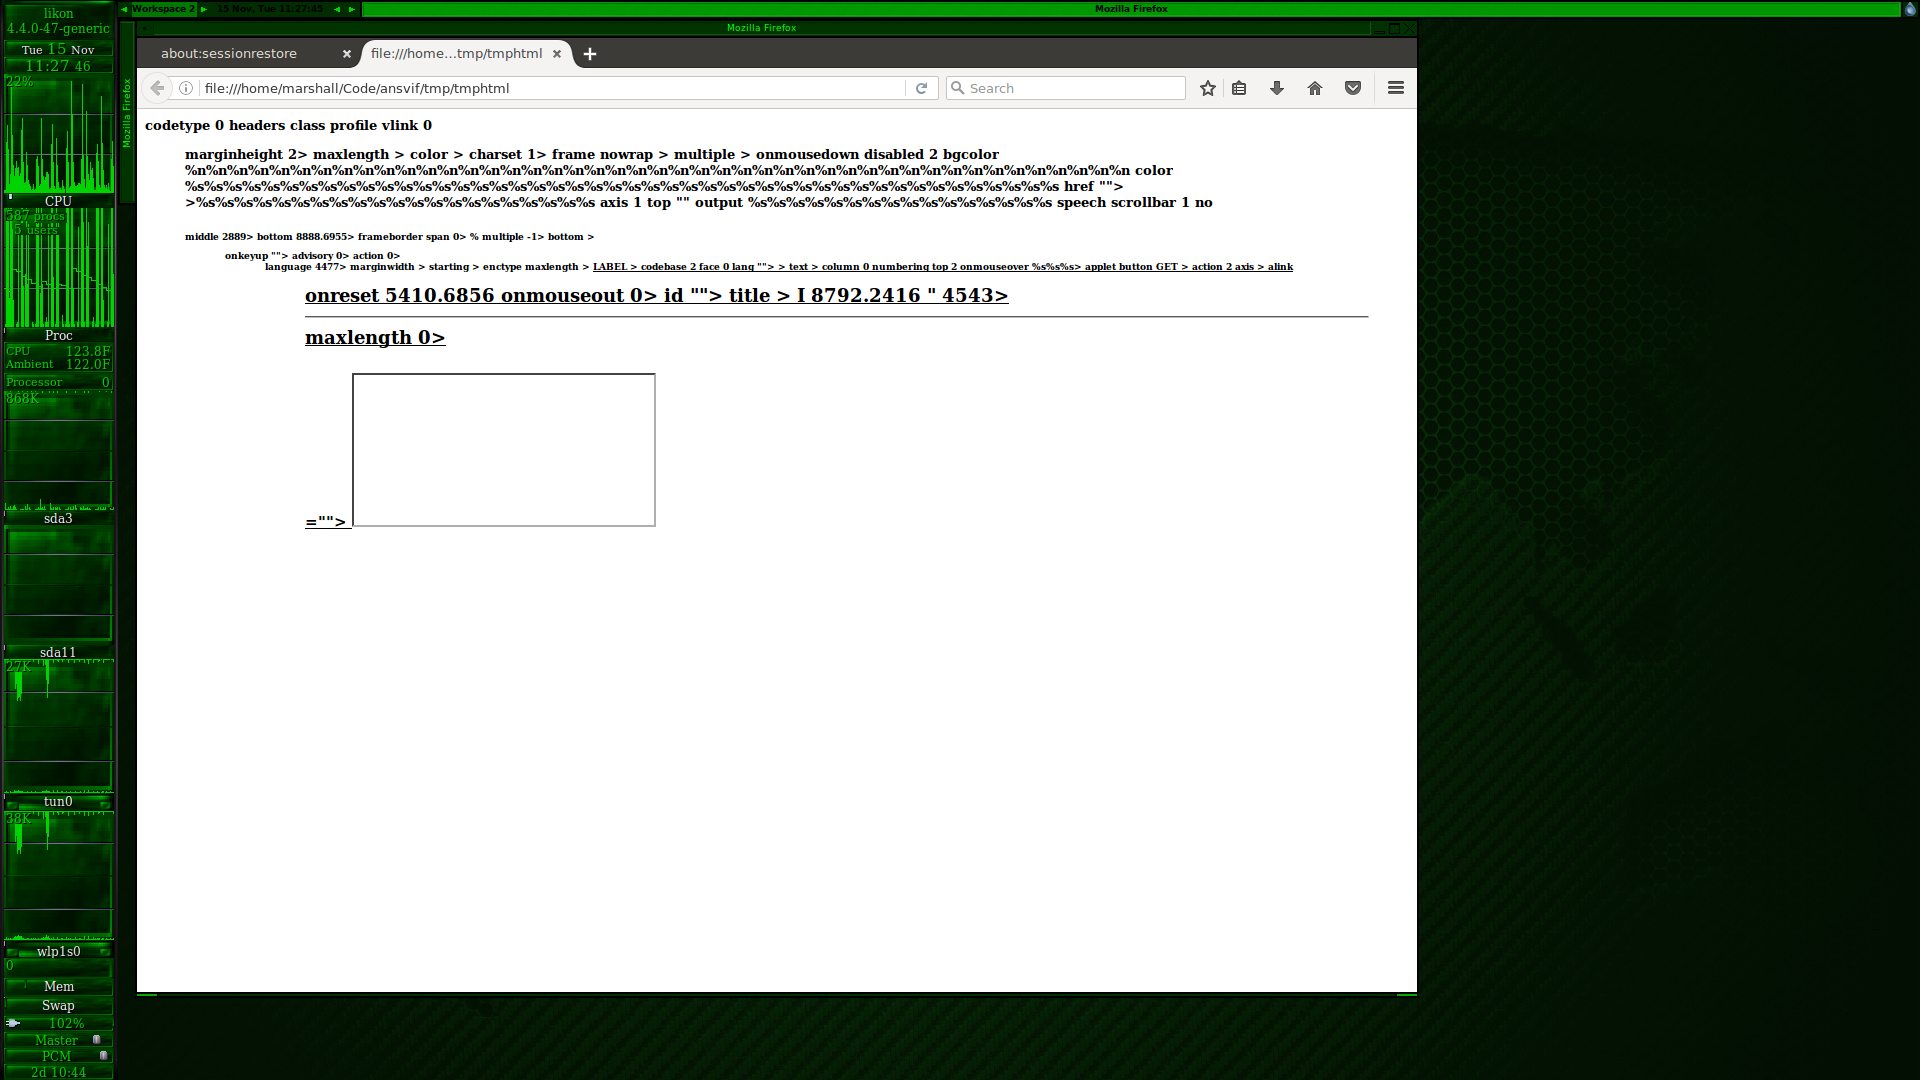 likon
4.4.0-47-generic
Tue 15 Nov
11:27 46
22%
CPU
587 procs
5 users
Proc
CPU 123.8F
Ambient 122.0F
Processor 0
868K
sda3
sda11
27K
tun0
38K
wlp1s0
0
Mem
Swap
102%
Master
PCM
2d 10:44
Workspace 2
15 Nov, Tue 11:27:45
Mozilla Firefox
Mozilla Firefox
Mozilla Firefox
about:sessionrestore
file:///home...tmp/tmphtml
file:///home/marshall/Code/ansvif/tmp/tmphtml
Search
codetype 0 headers class profile vlink 0
marginheight 2> maxlength > color > charset 1> frame nowrap > multiple > onmousedown disabled 2 bgcolor
%n%n%n%n%n%n%n%n%n%n%n%n%n%n%n%n%n%n%n%n%n%n%n%n%n%n%n%n%n%n%n%n%n%n%n%n%n%n%n%n%n%n%n%n%n%n%n%n%n%n%n%n%n%n color
%s%s%s%s%s%s%s%s%s%s%s%s%s%s%s%s%s%s%s%s%s%s%s%s%s%s%s%s%s%s%s%s%s%s%s%s%s%s%s%s%s%s%s%s%s%s%s%s%s%s%s%s%s href "">
>%s%s%s%s%s%s%s%s%s%s%s%s%s%s%s%s%s%s%s%s%s%s%s%s axis 1 top "" output %s%s%s%s%s%s%s%s%s%s%s%s%s%s%s%s%s%s speech scrollbar 1 no
middle 2889> bottom 8888.6955> frameborder span 0> % multiple -1> bottom >
onkeyup ""> advisory 0> action 0>
language 4477> marginwidth > starting > enctype maxlength > LABEL > codebase 2 face 0 lang ""> > text > column 0 numbering top 2 onmouseover %s%s%s> applet button GET > action 2 axis > alink
onreset 5410.6856 onmouseout 0> id ""> title > I 8792.2416 " 4543>
maxlength 0>
="">